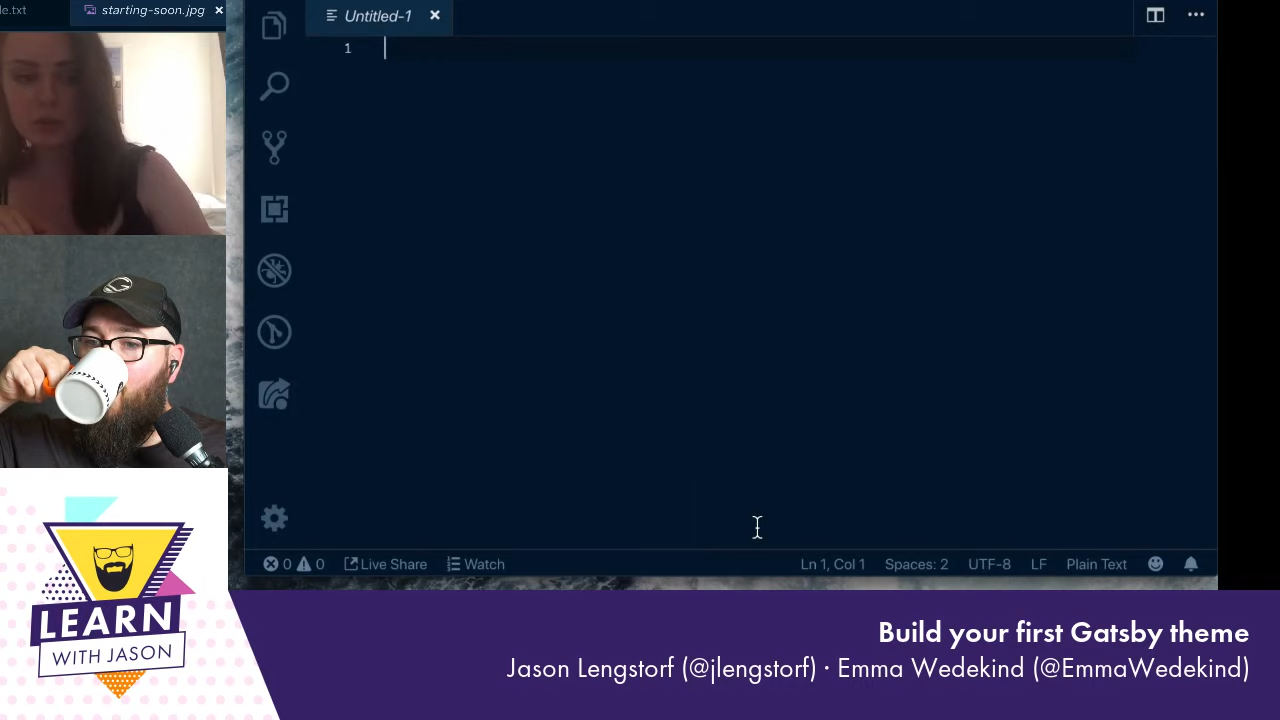 le.txt
starting-soon.jpg
Untitled-1
1
0 0 Live Share Watch
Ln 1, Col 1 Spaces: 2 UTF-8 LF Plain Text
LEARN
WITH JASON
Build your first Gatsby theme
Jason Lengstorf (@jlengstorf) · Emma Wedekind (@EmmaWedekind)